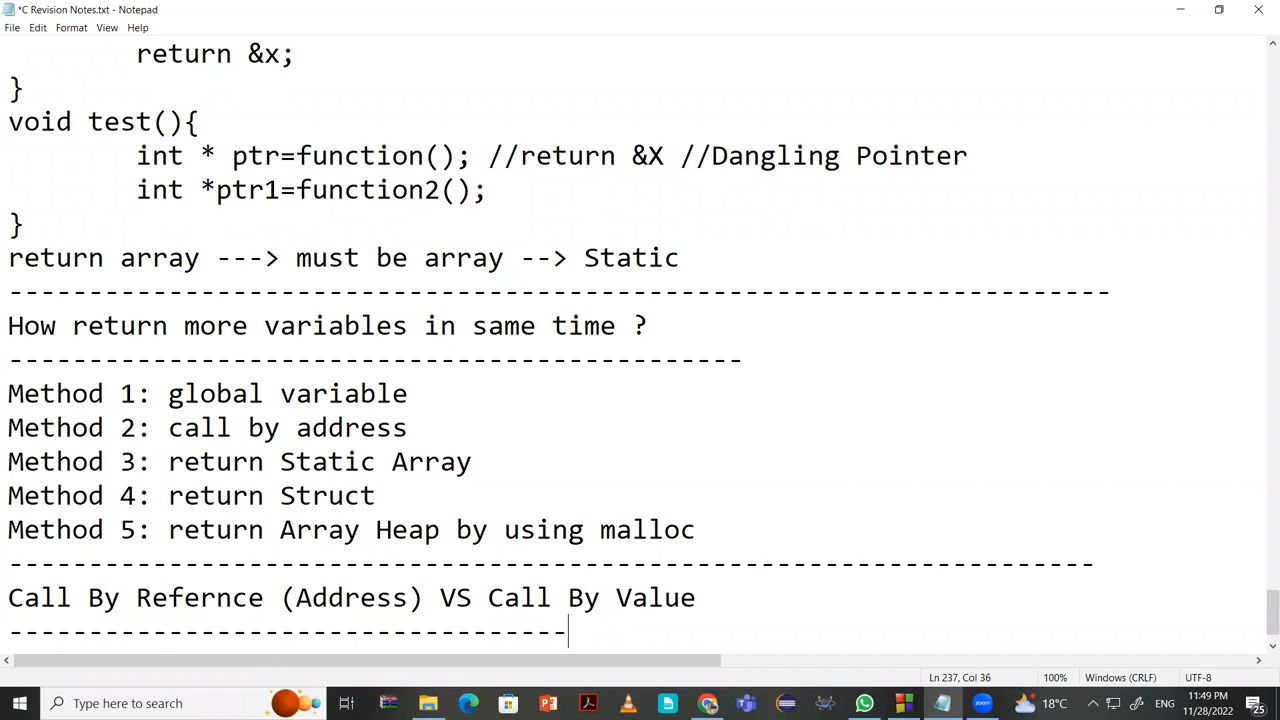 *C Revision Notes.txt - Notepad
File Edit Format View Help
return &x;
}
void test(){
int * ptr=function(); //return &X //Dangling Pointer
int *ptr1=function2();
}
return array ---> must be array --> Static
---------------------------------------------------------------------
How return more variables in same time ?
----------------------------------------------
Method 1: global variable
Method 2: call by address
Method 3: return Static Array
Method 4: return Struct
Method 5: return Array Heap by using malloc
--------------------------------------------------------------------
Call By Refernce (Address) VS Call By Value
-----------------------------------
Ln 237, Col 36 100% Windows (CRLF) UTF-8
Type here to search 18°C ENG 11:49 PM
11/28/2022 25